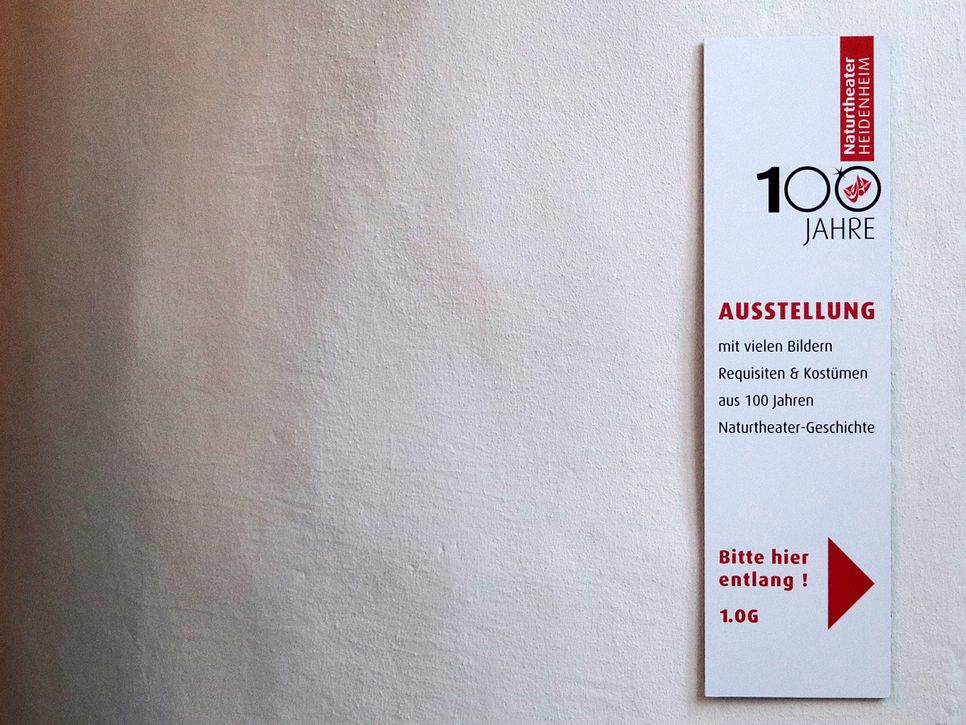 Naturtheater
HEIDENHEIM
100
JAHRE
AUSSTELLUNG
mit vielen Bildern
Requisiten & Kostümen
aus 100 Jahren
Naturtheater-Geschichte
Bitte hier
entlang !
1.OG